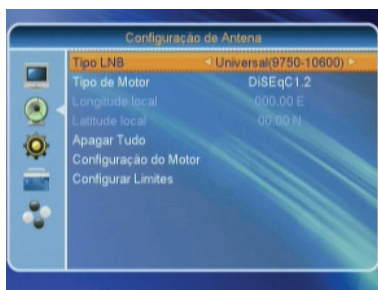 Configuração de Antena
Tipo LNB Universal(9750-10600)
Tipo de Motor DiSEqC1.2
Longitude local 000.00 E
Latitude local 00.00 N
Apagar Tudo
Configuração do Motor
Configurar Limites